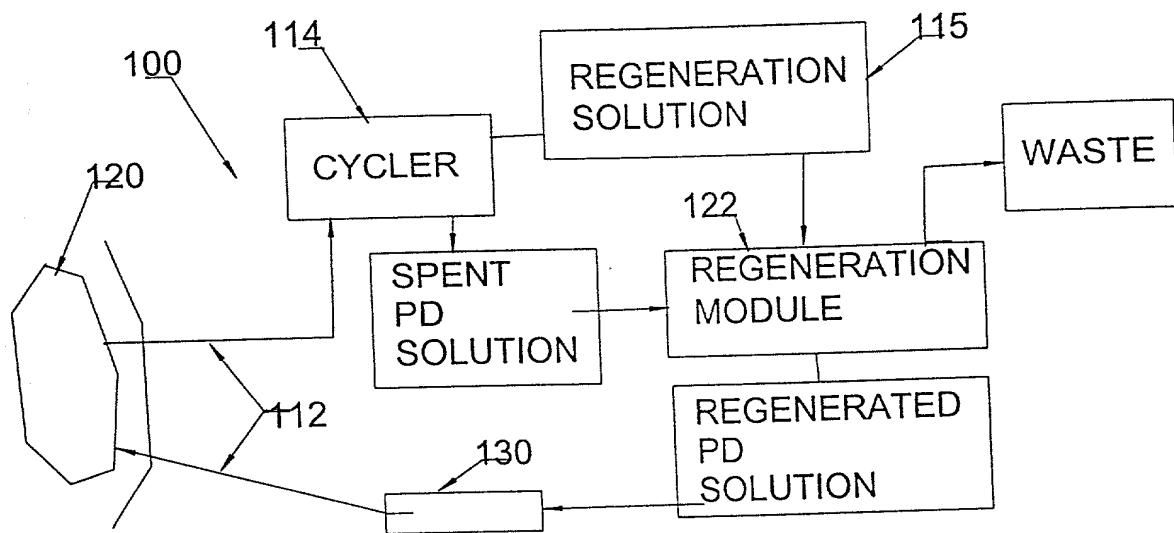 114
115
100
REGENERATION
SOLUTION
WASTE
CYCLER
120
122
SPENT
PD
SOLUTION
REGENERATION
MODULE
112
REGENERATED
PD
SOLUTION
130